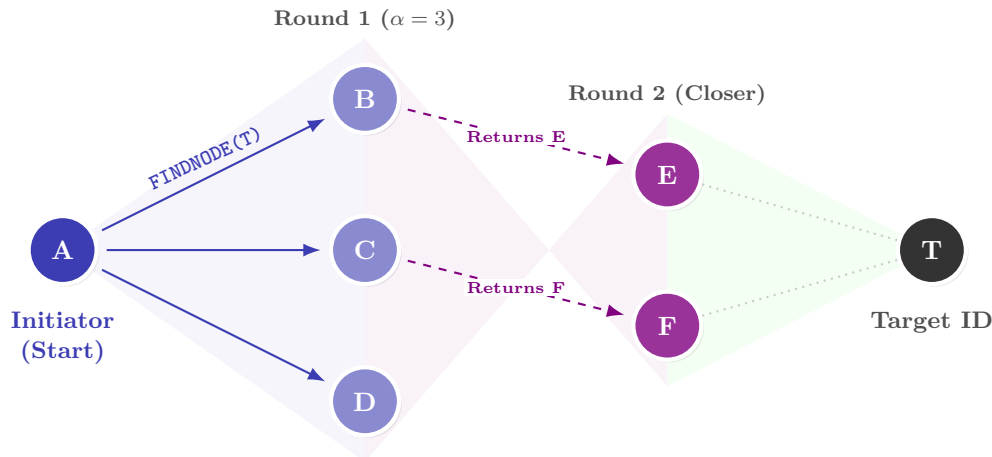 Round 1 (α = 3)
B
Round 2 (Closer)
FINDNODE(T)
Returns E
E
A
C
T
Returns F
Initiator
(Start)
F
Target ID
D